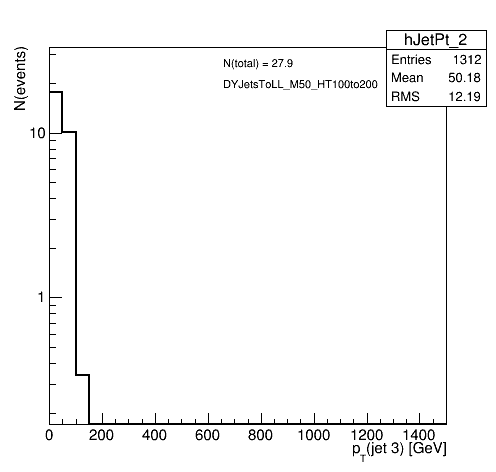 hJetPt_2
Entries 1312
Mean 50.18
RMS 12.19
N(total) = 27.9
DYJetsToLL_M50_HT100to200
N(events)
10
1
0 200 400 600 800 1000 1200 1400
p_T(jet 3) [GeV]